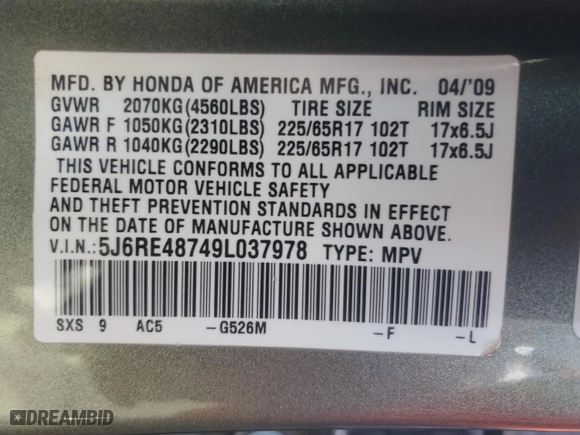 MFD. BY HONDA OF AMERICA MFG., INC. 04/'09
GVWR 2070KG(4560LBS) TIRE SIZE RIM SIZE
GAWR F 1050KG(2310LBS) 225/65R17 102T 17x6.5J
GAWR R 1040KG(2290LBS) 225/65R17 102T 17x6.5J
THIS VEHICLE CONFORMS TO ALL APPLICABLE
FEDERAL MOTOR VEHICLE SAFETY
AND THEFT PREVENTION STANDARDS IN EFFECT
ON THE DATE OF MANUFACTURE SHOWN ABOVE.
V.I.N.:5J6RE48749L037978 TYPE: MPV
SXS 9 AC5 -G526M -F -L
DREAMBID